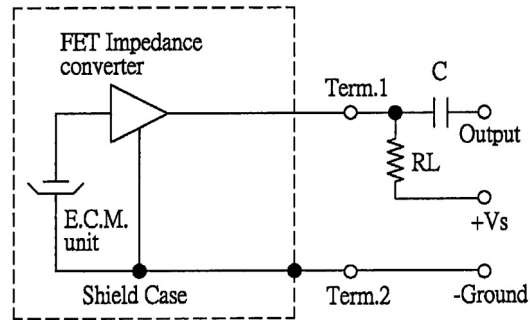 FET Impedance
converter
Term.1
C
Output
RL
+Vs
E.C.M.
unit
Shield Case
Term.2
-Ground